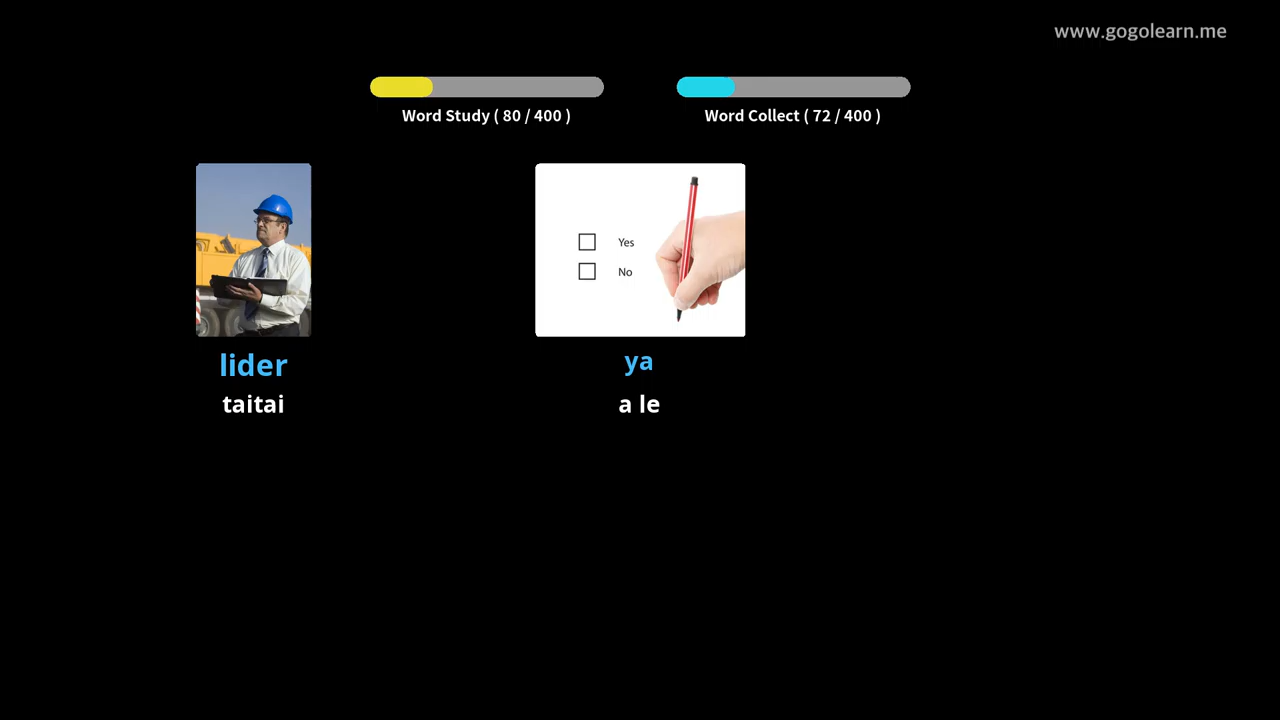 www.gogolearn.me
Word Study ( 80 / 400 )
Word Collect ( 72 / 400 )
Yes
No
lider
ya
taitai
a le